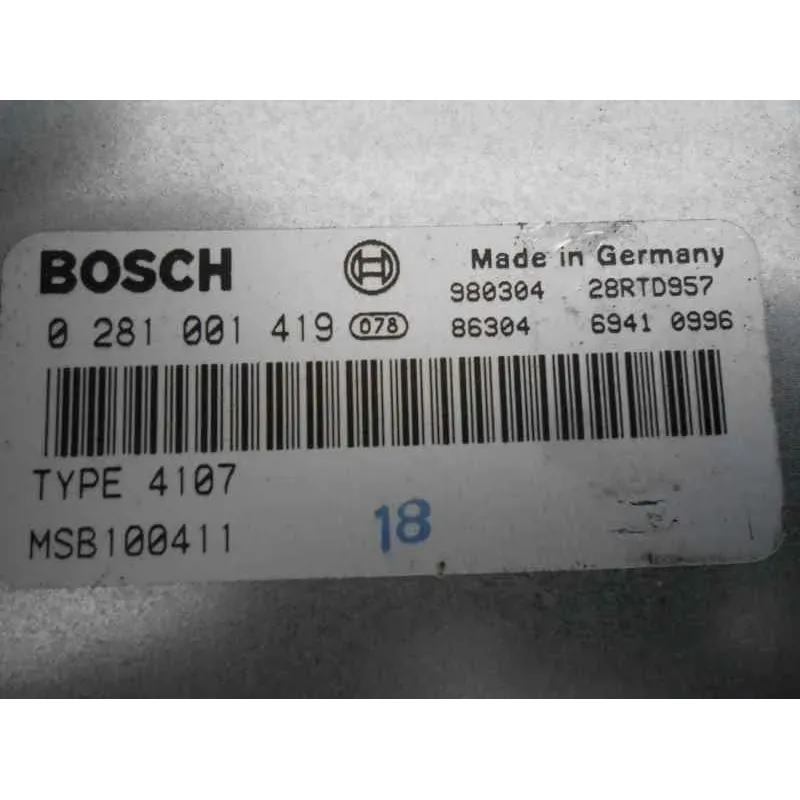 BOSCH
Made in Germany
980304 28RTD957
0 281 001 419 078
86304 6941 0996
TYPE 4107
MSB100411
18